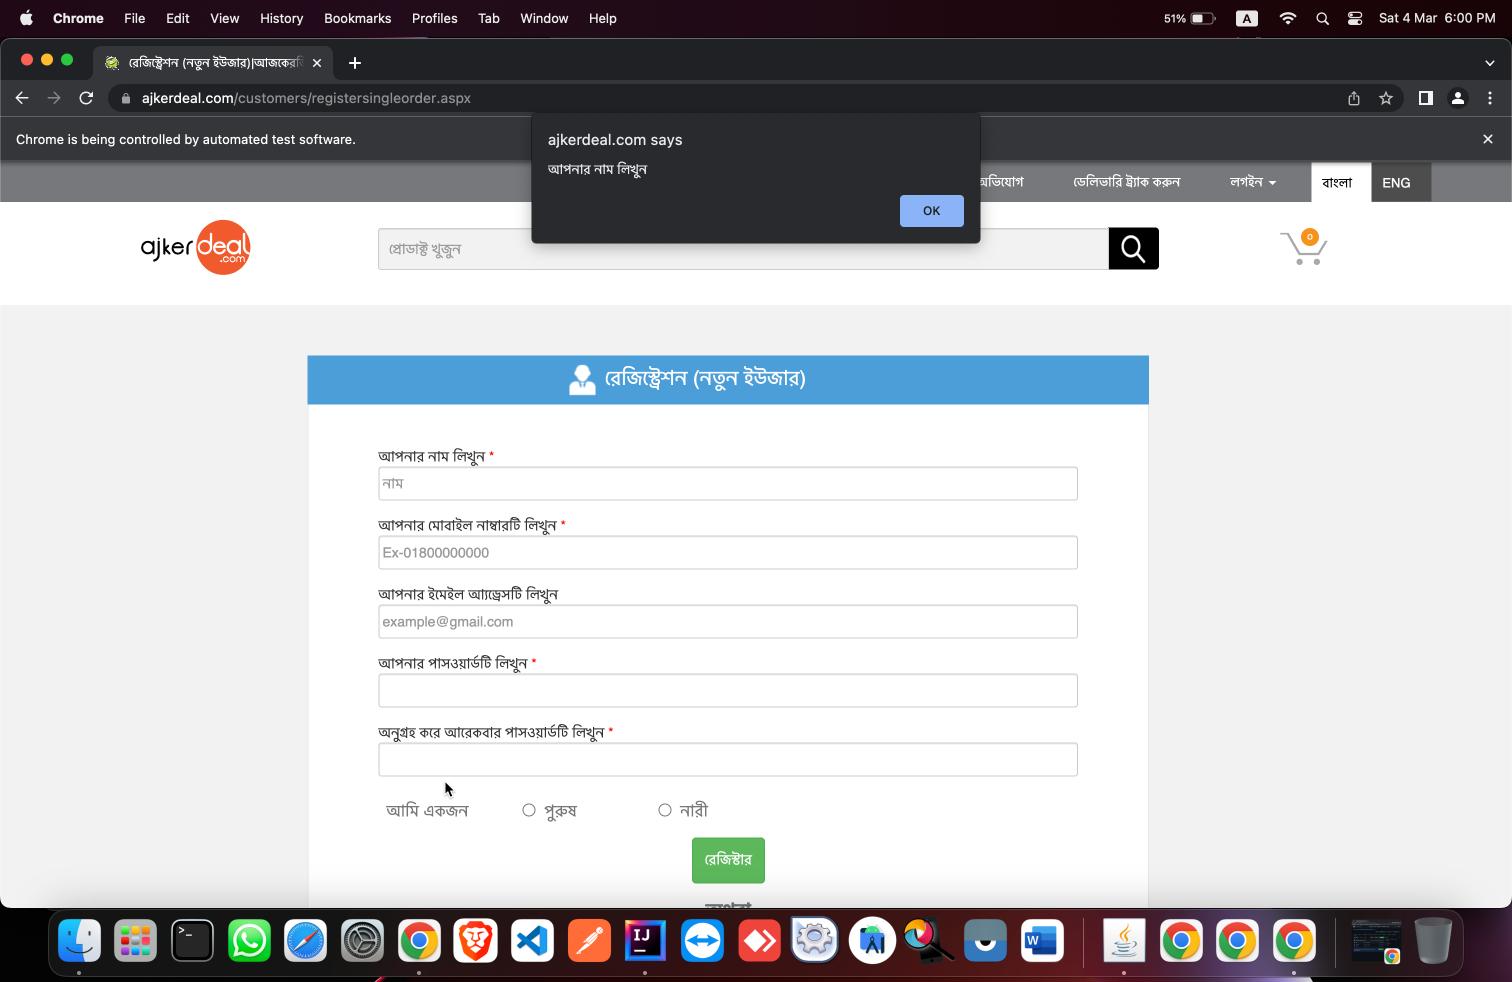 Chrome File Edit View History Bookmarks Profiles Tab Window Help 51% A Sat 4 Mar 6:00 PM
রেজিস্ট্রেশন (নতুন ইউজার)|আজকের
ajkerdeal.com/customers/registersingleorder.aspx
Chrome is being controlled by automated test software.
ajkerdeal.com says
আপনার নাম লিখুন
OK
অভিযোগ ডেলিভারি ট্র্যাক করুন লগইন বাংলা ENG
ajkerdeal.com
প্রোডাক্ট খুজুন
0
রেজিস্ট্রেশন (নতুন ইউজার)
আপনার নাম লিখুন *
নাম
আপনার মোবাইল নাম্বারটি লিখুন *
Ex-01800000000
আপনার ইমেইল আ্যড্রেসটি লিখুন
example@gmail.com
আপনার পাসওয়ার্ডটি লিখুন *
অনুগ্রহ করে আরেকবার পাসওয়ার্ডটি লিখুন *
আমি একজন পুরুষ নারী
রেজিস্টার
IJ
W